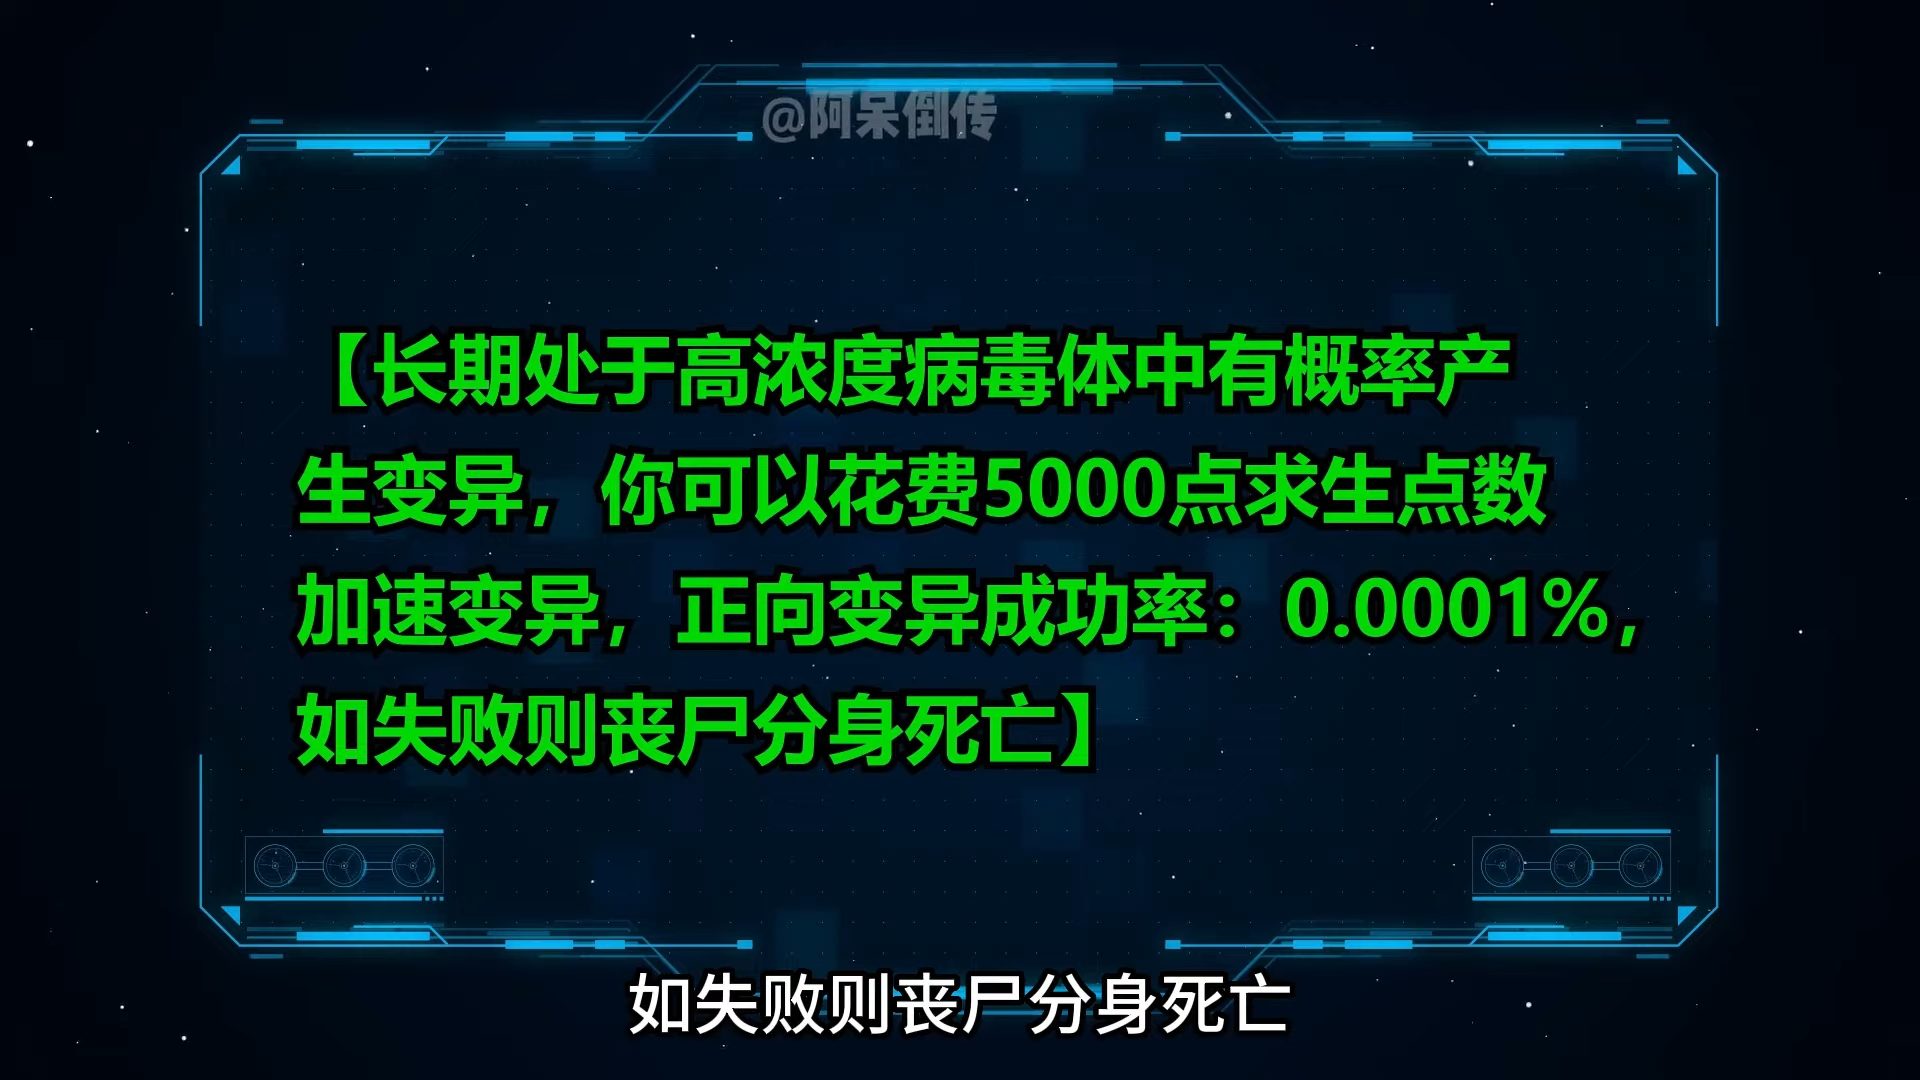 @阿呆倒传
【长期处于高浓度病毒体中有概率产
生变异，你可以花费5000点求生点数
加速变异，正向变异成功率：0.0001%，
如失败则丧尸分身死亡】
如失败则丧尸分身死亡